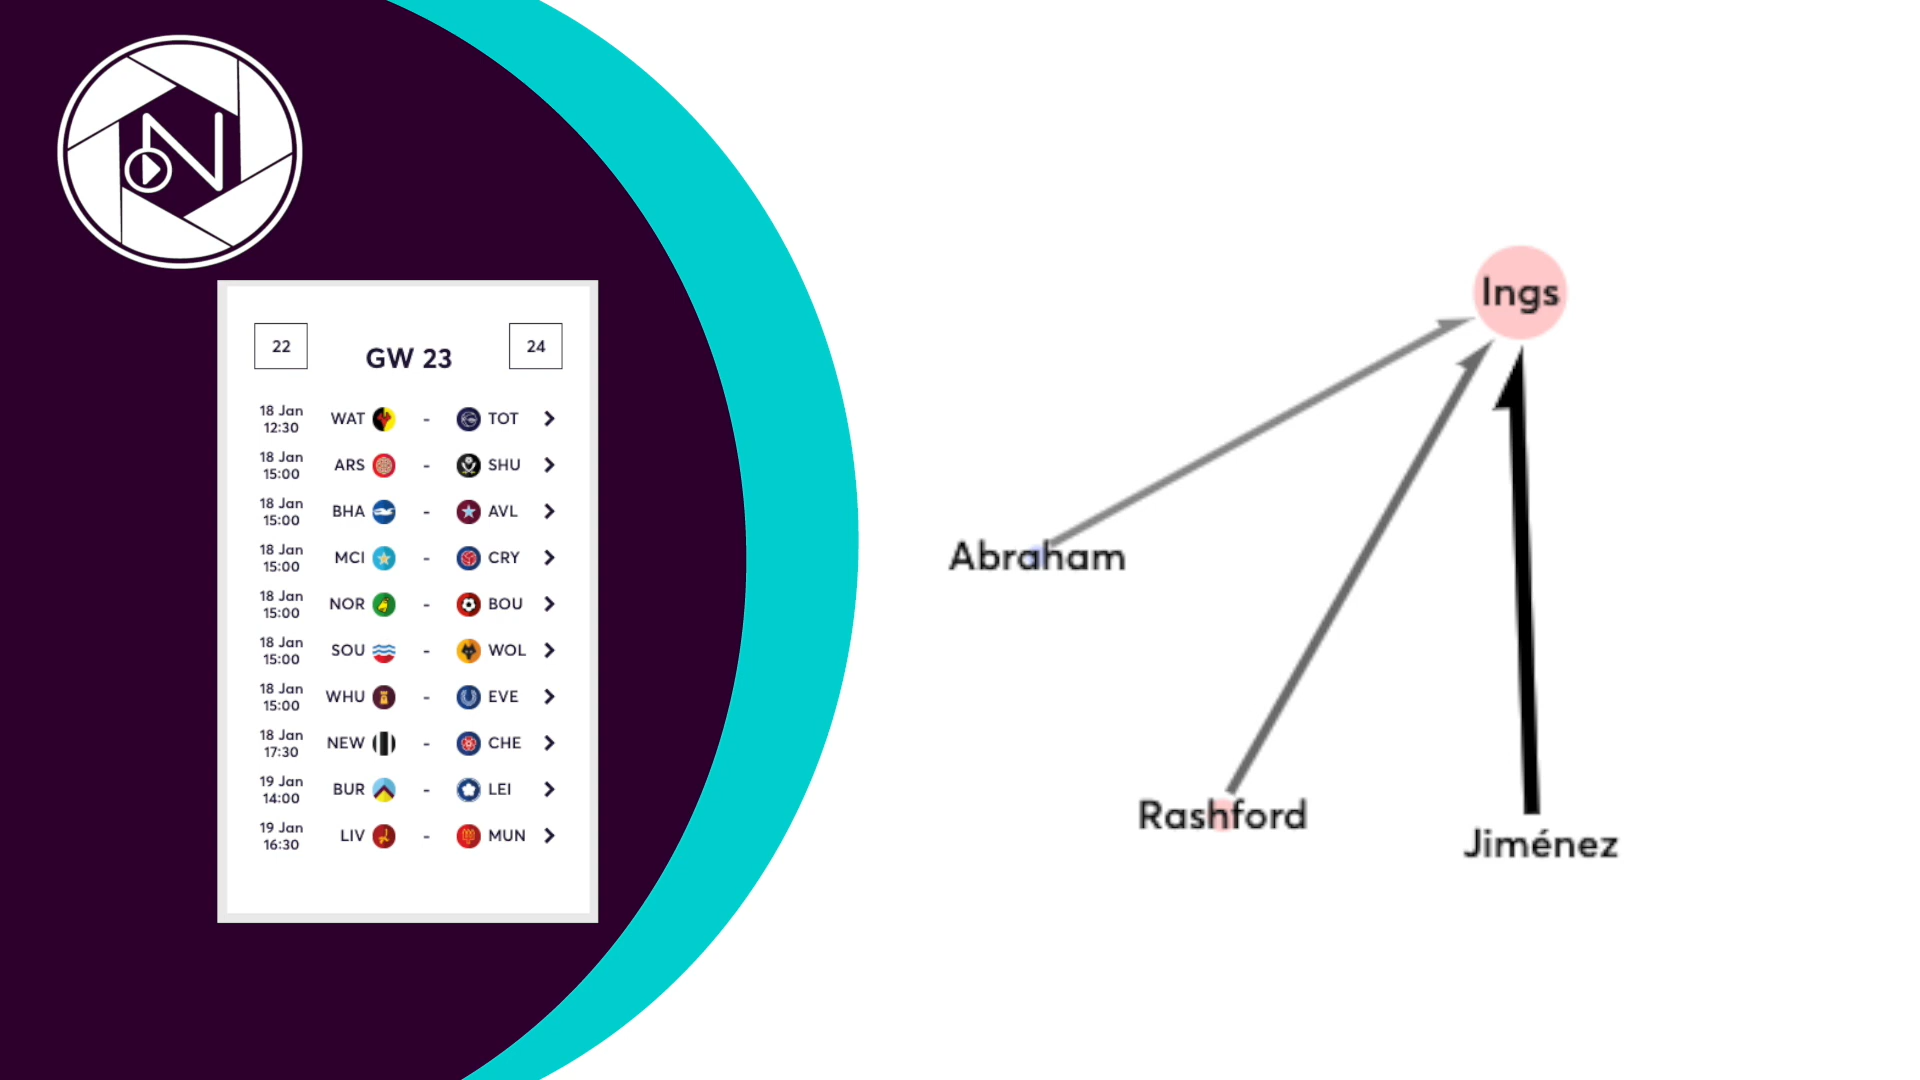 N
22 GW 23 24
18 Jan 12:30 WAT - TOT
18 Jan 15:00 ARS - SHU
18 Jan 15:00 BHA - AVL
18 Jan 15:00 MCI - CRY
18 Jan 15:00 NOR - BOU
18 Jan 15:00 SOU - WOL
18 Jan 15:00 WHU - EVE
18 Jan 17:30 NEW - CHE
19 Jan 14:00 BUR - LEI
19 Jan 16:30 LIV - MUN
Ings
Abraham
Rashford
Jiménez